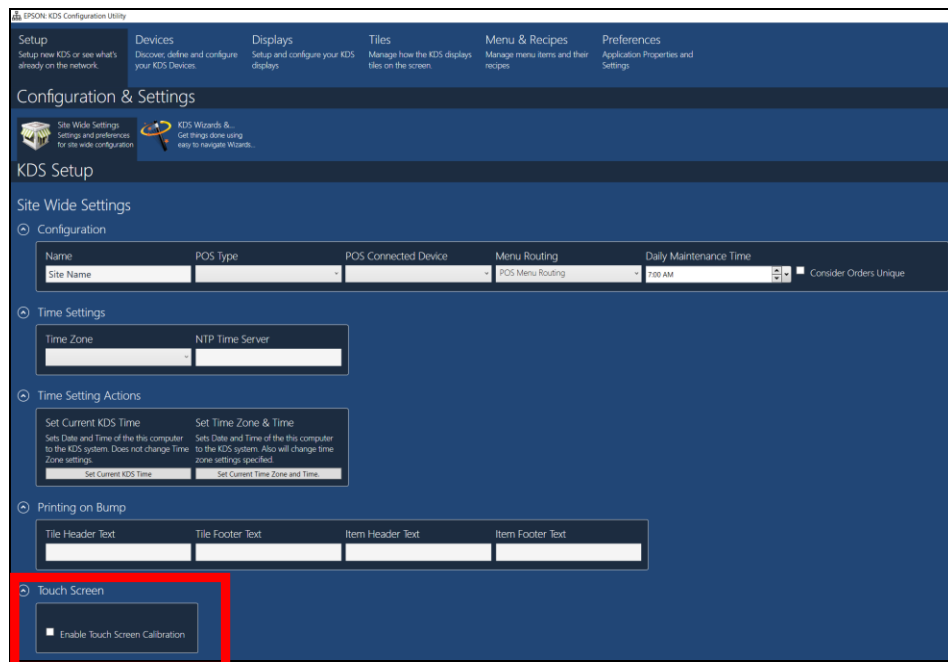 EPSON: KDS Configuration Utility
Setup
Setup new KDS or see what's
already on the network.
Devices
Discover, define and configure
your KDS Devices.
Displays
Setup and configure your KDS
displays
Tiles
Manage how the KDS displays
tiles on the screen.
Menu & Recipes
Manage menu items and their
recipes
Preferences
Application Properties and
Settings
Configuration & Settings
Site Wide Settings
Settings and preferences
for site wide configuration
KDS Wizards &...
Get things done using
easy to navigate Wizards...
KDS Setup
Site Wide Settings
Configuration
Name
POS Type
POS Connected Device
Menu Routing
Daily Maintenance Time
Site Name
POS Menu Routing
7:00 AM
Consider Orders Unique
Time Settings
Time Zone
NTP Time Server
Time Setting Actions
Set Current KDS Time
Sets Date and Time of the this computer
to the KDS system. Does not change Time
Zone settings.
Set Current KDS Time
Set Time Zone & Time
Sets Date and Time of the this computer
to the KDS system. Also will change time
zone settings specified.
Set Current Time Zone and Time.
Printing on Bump
Tile Header Text
Tile Footer Text
Item Header Text
Item Footer Text
Touch Screen
Enable Touch Screen Calibration